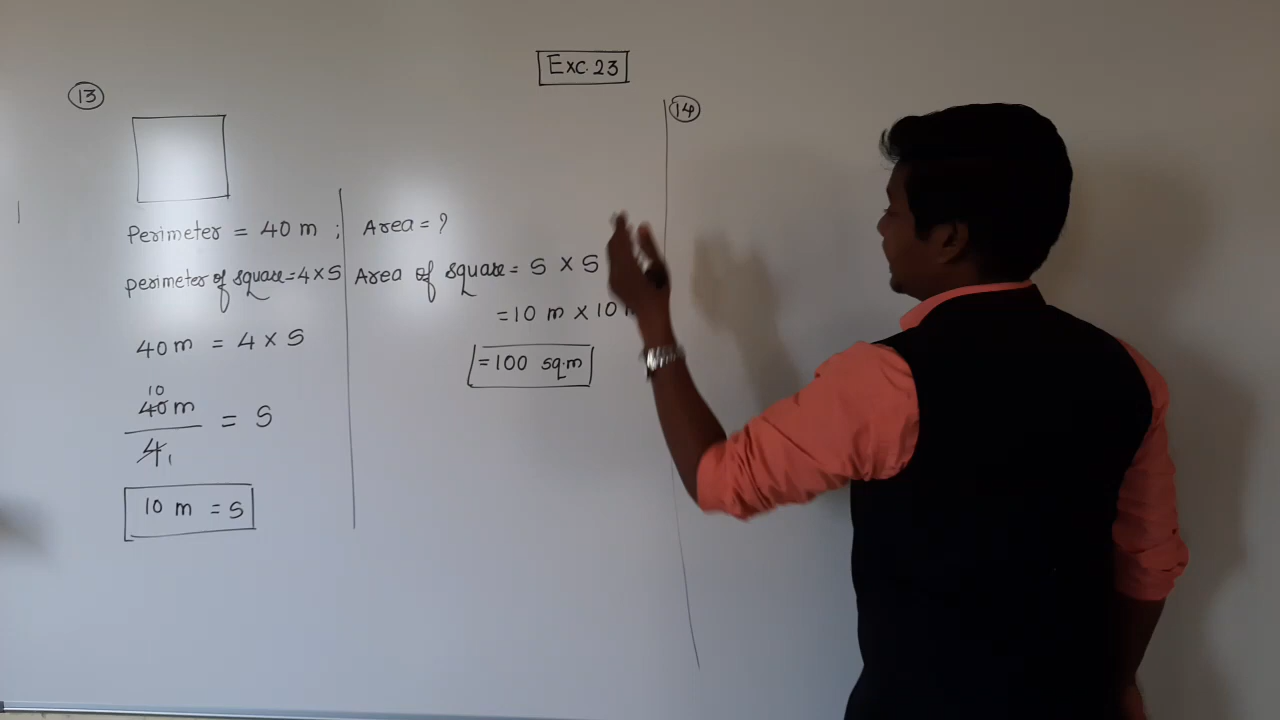 Exc. 23
13
Perimeter = 40 m ;
perimeter of square = 4 × S
40 m = 4 × S
10
40 m
= S
4 1
10 m = S
Area = ?
Area of square = S × S
= 10 m × 10
= 100 sq.m
14